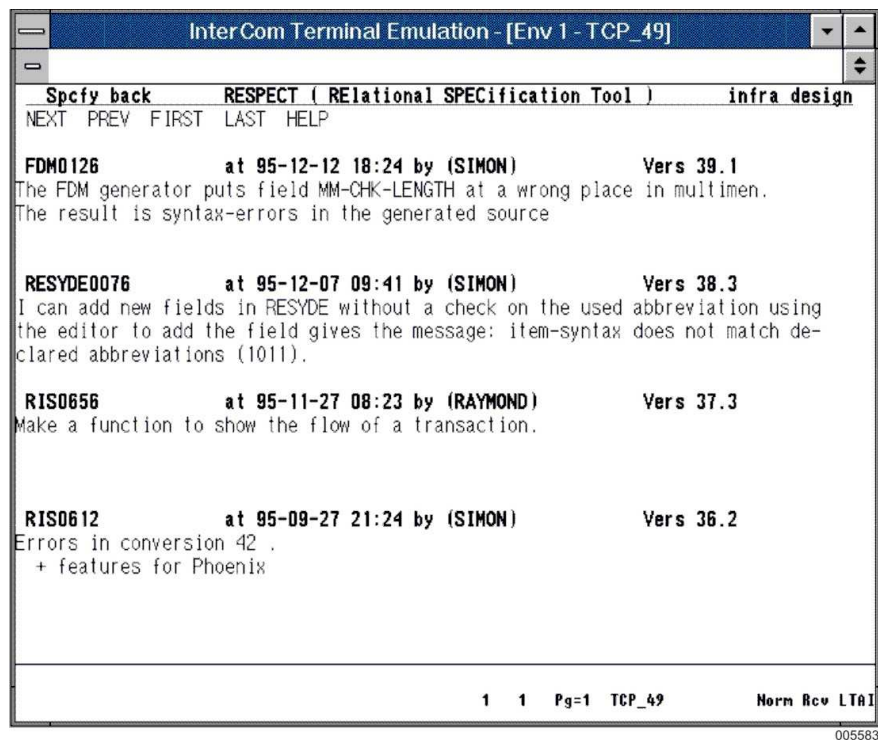 InterCom Terminal Emulation - [Env 1 - TCP_49]
Spcfy back RESPECT ( RElational SPECification Tool ) infra design
NEXT PREV FIRST LAST HELP
FDM0126 at 95-12-12 18:24 by (SIMON) Vers 39.1
The FDM generator puts field MM-CHK-LENGTH at a wrong place in multimen.
The result is syntax-errors in the generated source
RESYDE0076 at 95-12-07 09:41 by (SIMON) Vers 38.3
I can add new fields in RESYDE without a check on the used abbreviation using
the editor to add the field gives the message: item-syntax does not match de-
clared abbreviations (1011).
RIS0656 at 95-11-27 08:23 by (RAYMOND) Vers 37.3
Make a function to show the flow of a transaction.
RIS0612 at 95-09-27 21:24 by (SIMON) Vers 36.2
Errors in conversion 42 .
+ features for Phoenix
1 1 Pg=1 TCP_49 Norm Rcv LTAI
005583